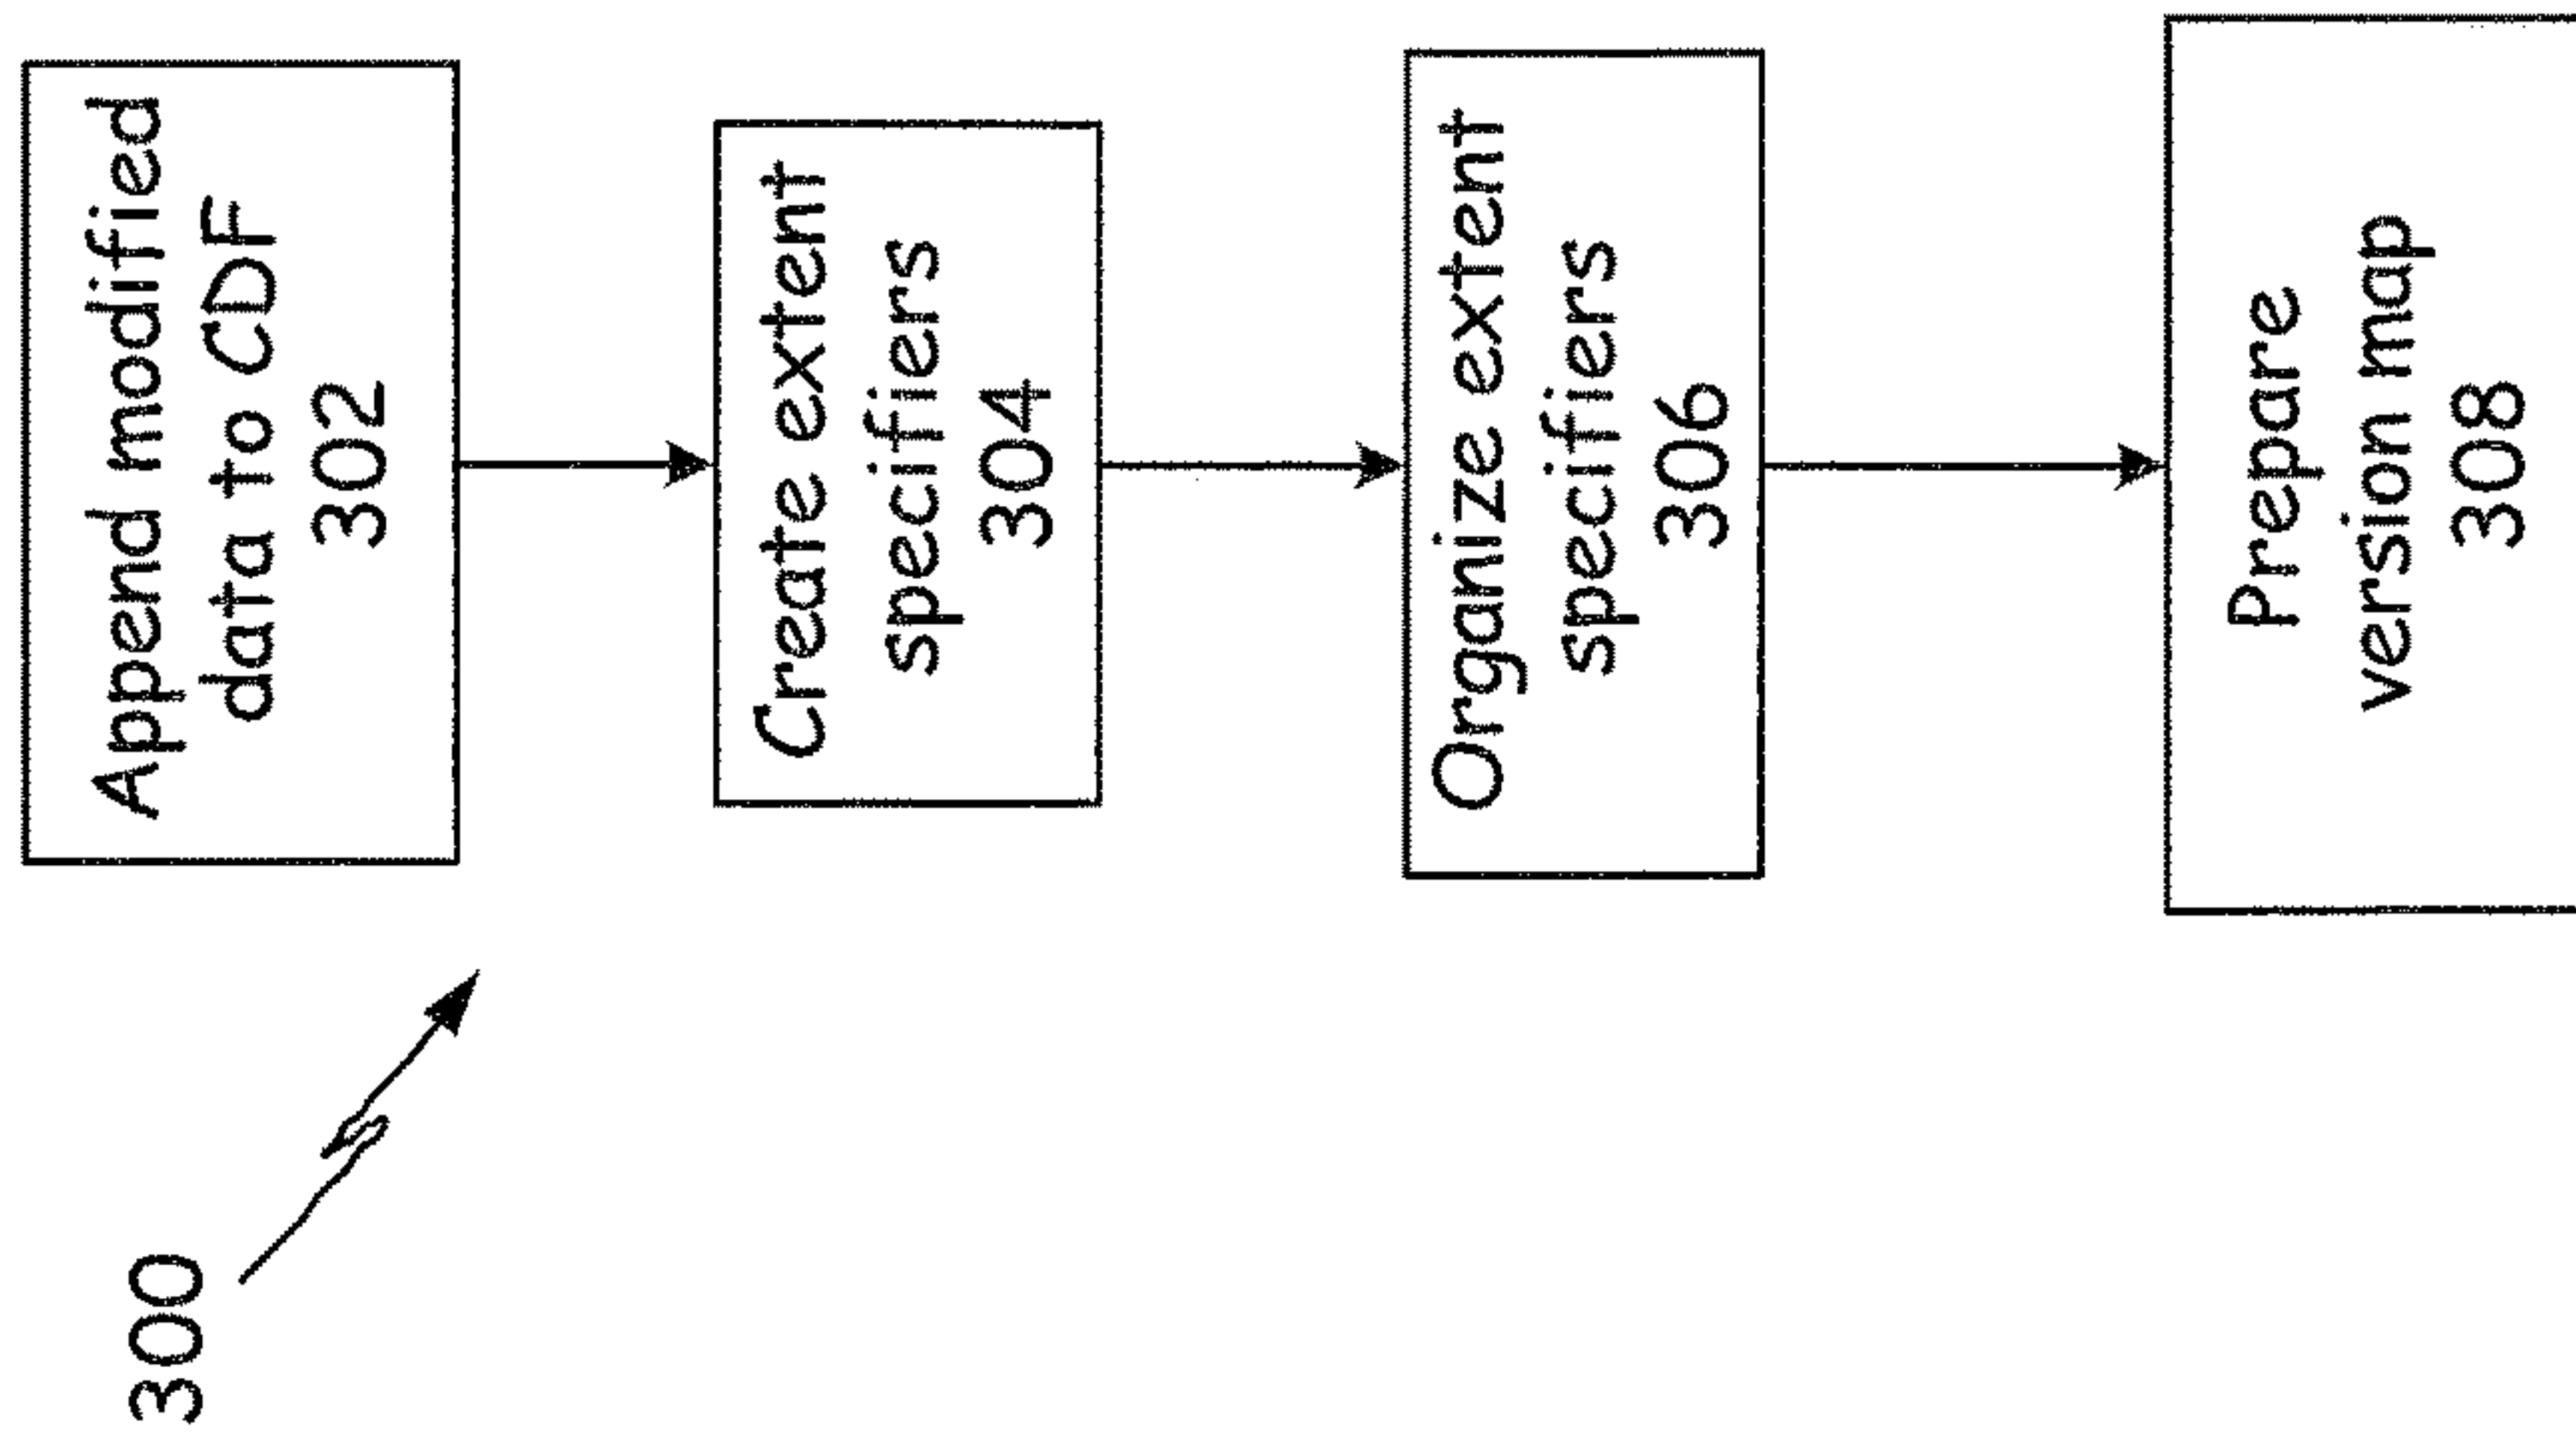 300
Append modified
data to CDF
302
Create extent
specifiers
304
Organize extent
specifiers
306
Prepare
version map
308